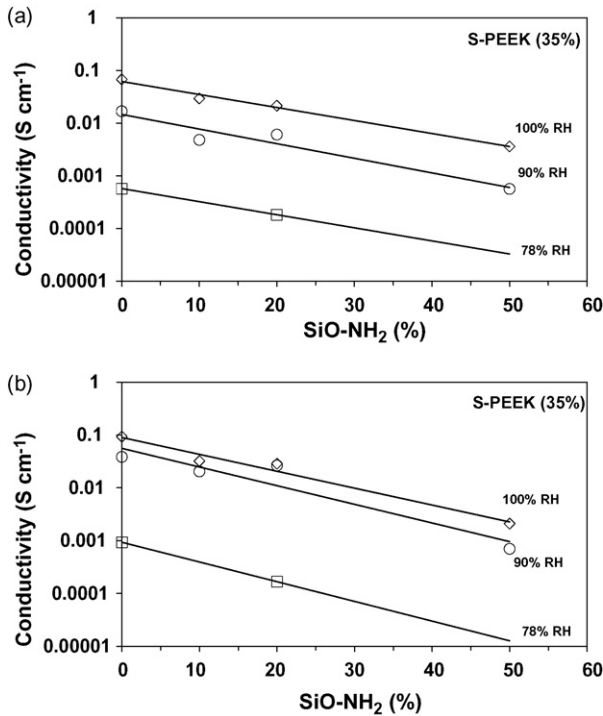 (a)
S-PEEK (35%)
Conductivity (S cm⁻¹)
1
0.1
0.01
0.001
0.0001
0.00001
100% RH
90% RH
78% RH
0 10 20 30 40 50 60
SiO-NH₂ (%)
(b)
S-PEEK (35%)
Conductivity (S cm⁻¹)
1
0.1
0.01
0.001
0.0001
0.00001
100% RH
90% RH
78% RH
0 10 20 30 40 50 60
SiO-NH₂ (%)